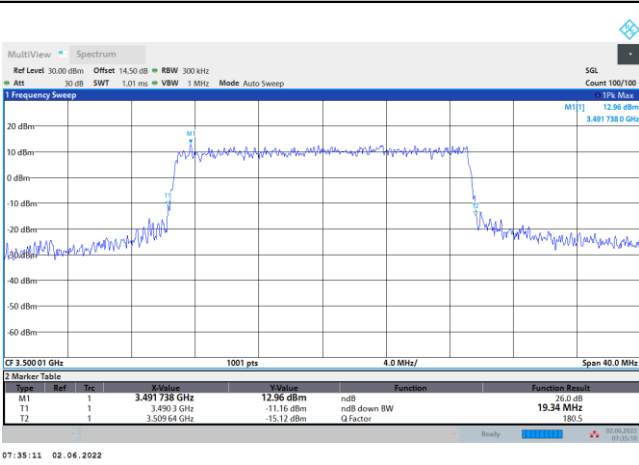 MultiView Spectrum
Ref Level 30.00 dBm Offset 14.50 dB RBW 300 kHz SGL
Att 30 dB SWT 1.01 ms VBW 1 MHz Mode Auto Sweep Count 100/100
1 Frequency Sweep 1Pk Max
M1[1] 12.96 dBm
3.491 738 0 GHz
20 dBm
M1
10 dBm
0 dBm
T1
-10 dBm
T2
-20 dBm
-30 dBm
-40 dBm
-50 dBm
-60 dBm
CF 3.500 01 GHz 1001 pts 4.0 MHz/ Span 40.0 MHz
2 Marker Table
Type Ref Trc X-Value Y-Value Function Function Result
M1 1 3.491 738 GHz 12.96 dBm ndB 26.0 dB
T1 1 3.490 3 GHz -11.16 dBm ndB down BW 19.34 MHz
T2 1 3.509 64 GHz -15.12 dBm Q Factor 180.5
Ready 02.06.2022
07:35:10
07:35:11 02.06.2022